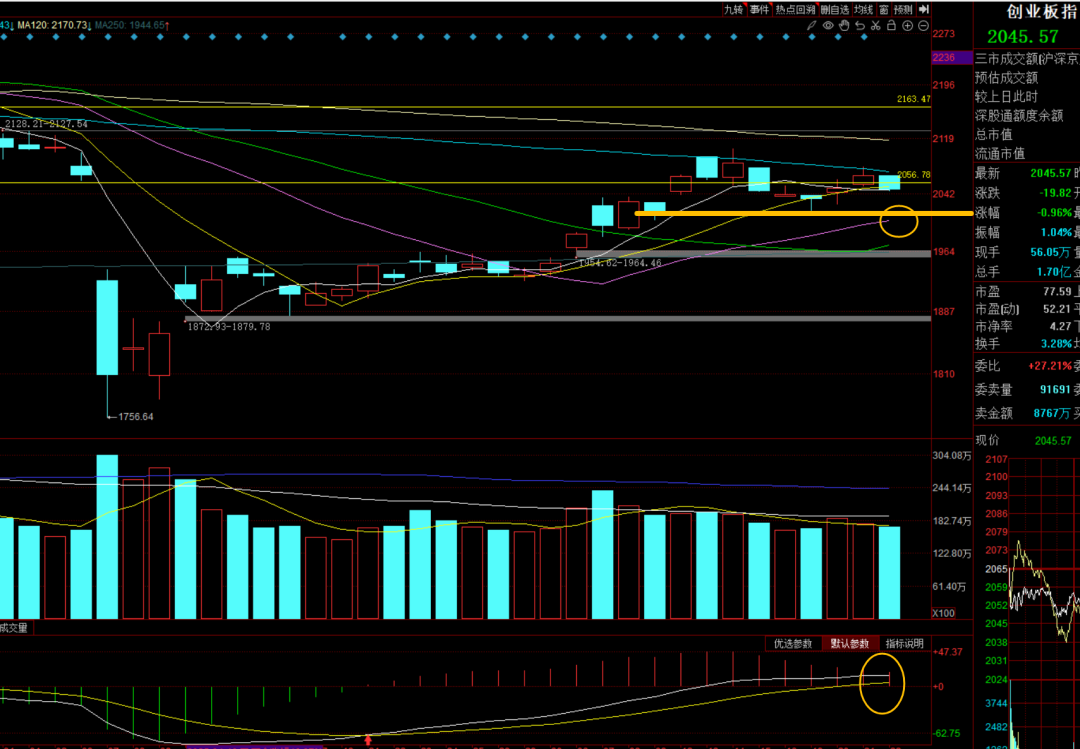 九转 事件 热点回溯 删自选 均线 窗 预测
创业板指
2045.57
43↓ MA120: 2170.73↓ MA250: 1944.65↑
2273
2236
2196
2163.47
2128.21-2127.54
2119
2056.78
2042
1964
1954.62-1964.46
1887
1872.93-1879.78
1810
←1756.64
三市成交额(沪深京
预估成交额
较上日此时
深股通额度余额
总市值
流通市值
最新 2045.57
涨跌 -19.82
涨幅 -0.96%
振幅 1.04%
现手 56.05万
总手 1.70亿
市盈 77.59
市盈(动) 52.21
市净率 4.27
换手 3.28%
委比 +27.21%
委卖量 91691
卖金额 8767万
现价 2045.57
304.08万
244.14万
182.74万
122.80万
61.40万
X100
成交量
优选参数 默认参数 指标说明
+47.37
+0
-62.75
2107
2100
2093
2086
2079
2073
2065
2059
2052
2045
2038
2031
2024
3744
2482